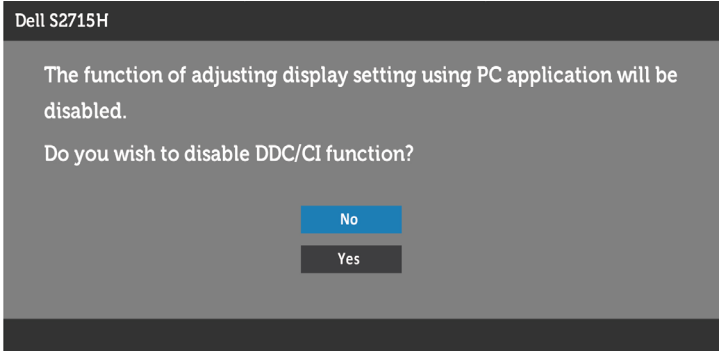 Dell S2715H
The function of adjusting display setting using PC application will be
disabled.
Do you wish to disable DDC/CI function?
No
Yes